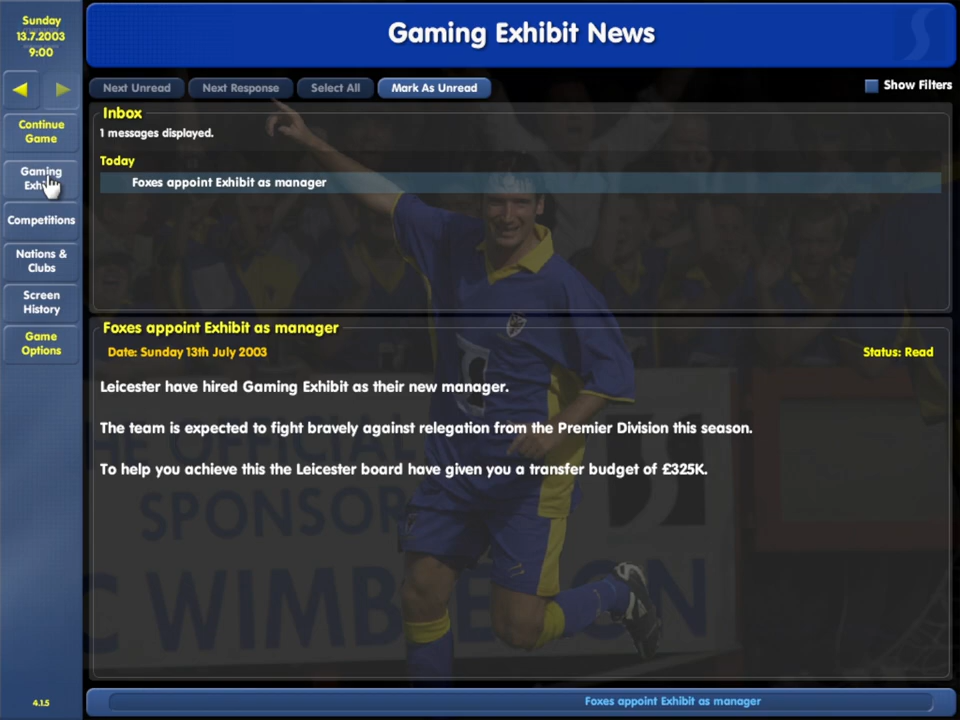 Sunday
13.7.2003
9:00
Gaming Exhibit News
Next Unread
Next Response
Select All
Mark As Unread
Show Filters
Continue
Game
Gaming
Competitions
Nations &
Clubs
Screen
History
Game
Options
Inbox
1 messages displayed.
Today
Foxes appoint Exhibit as manager
Foxes appoint Exhibit as manager
Date: Sunday 13th July 2003
Status: Read
Leicester have hired Gaming Exhibit as their new manager.
The team is expected to fight bravely against relegation from the Premier Division this season.
To help you achieve this the Leicester board have given you a transfer budget of £325K.
THE OFFICIAL
SPONSOR
4.1.5
Foxes appoint Exhibit as manager